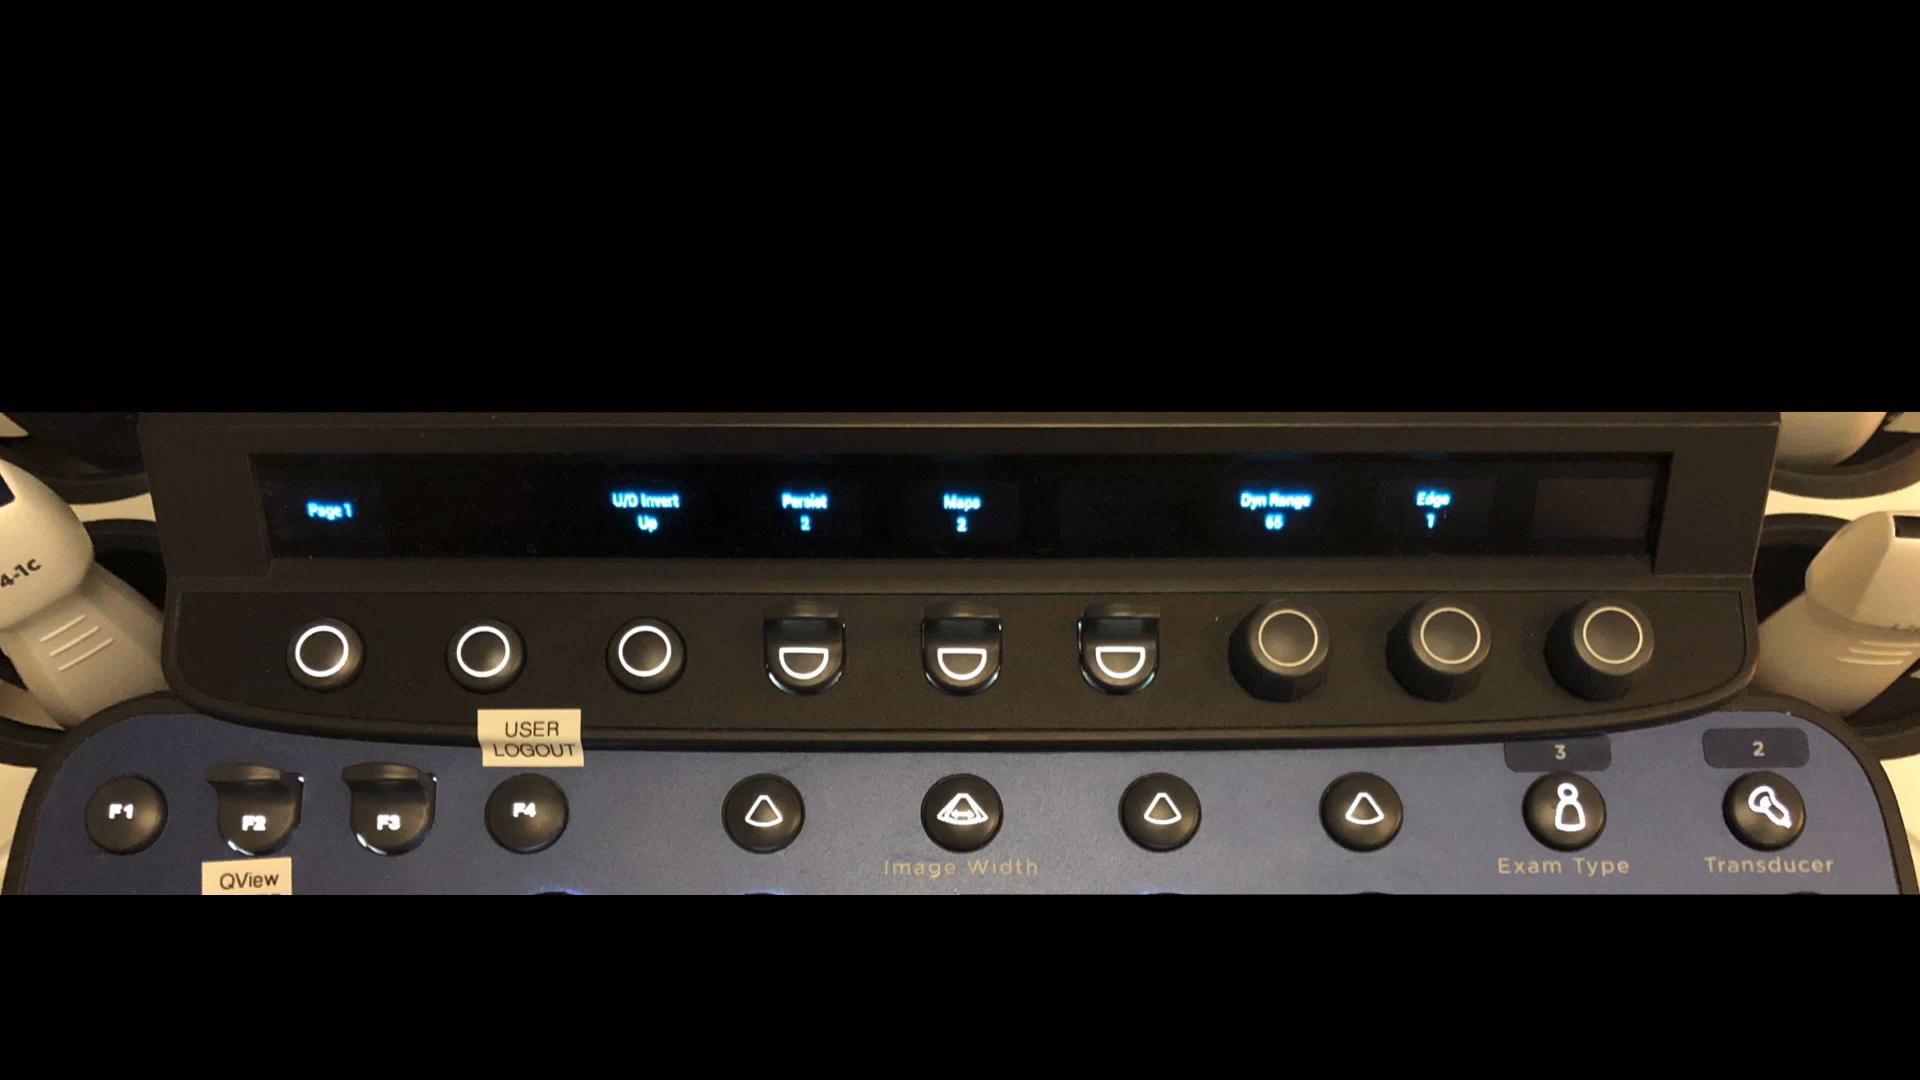 Page 1
U/D Invert
Up
Persist
2
Maps
2
Dyn Range
65
Edge
1
4-1c
USER
LOGOUT
3
2
F1
F2
F3
F4
Image Width
Exam Type
Transducer
QView